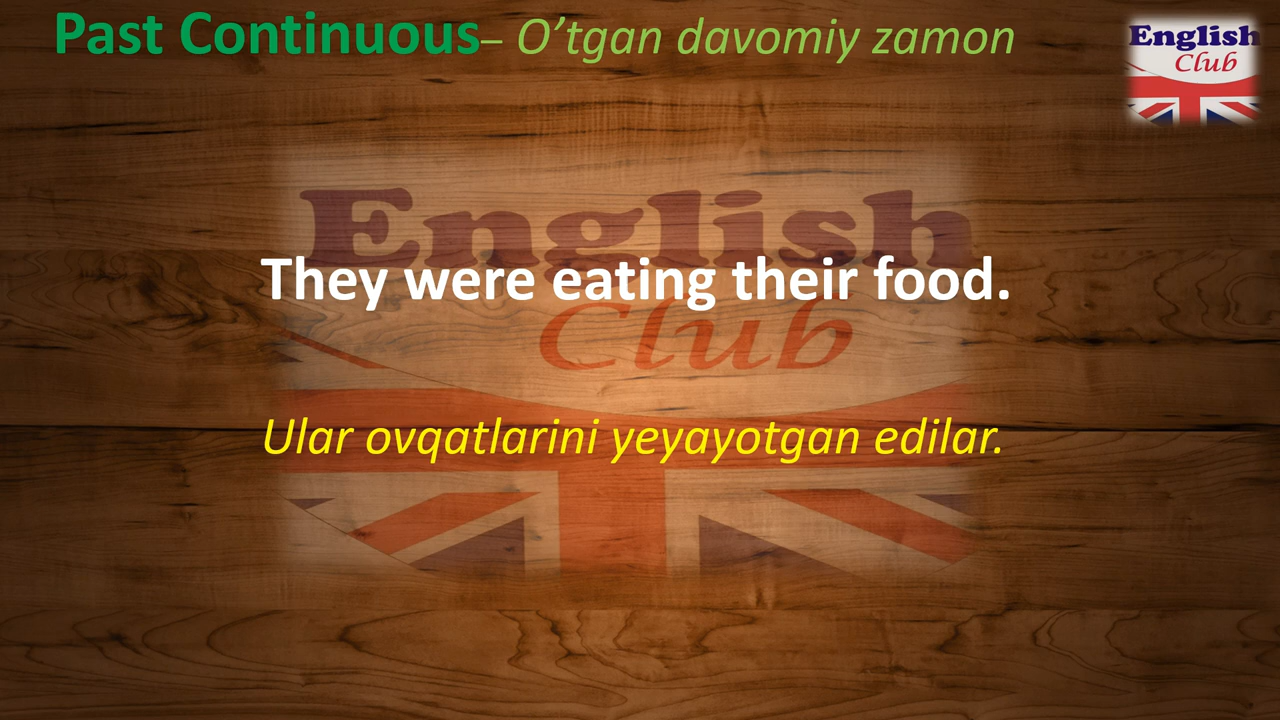 Past Continuous– O’tgan davomiy zamon
English
Club
English
Club
They were eating their food.
Ular ovqatlarini yeyayotgan edilar.